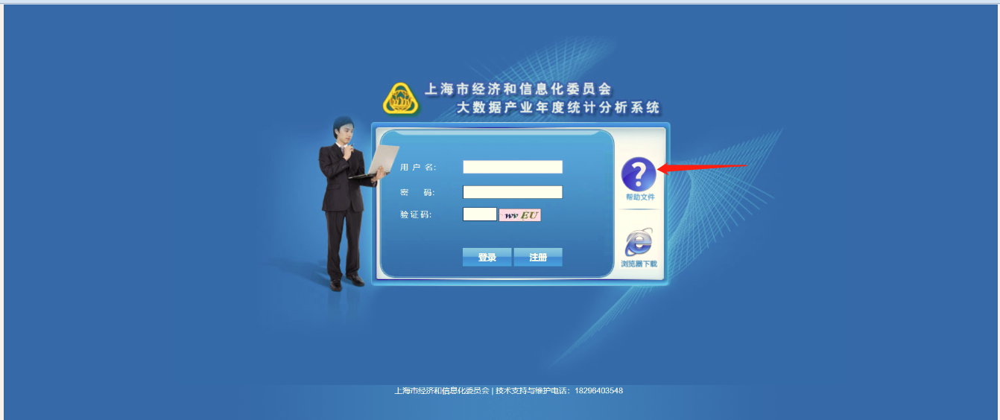 上海市经济和信息化委员会
大数据产业年度统计分析系统
用 户 名:
密 码:
验证码:
wv EU
登录 注册
?
帮助文件
浏览器下载
上海市经济和信息化委员会 | 技术支持与维护电话：18296403548